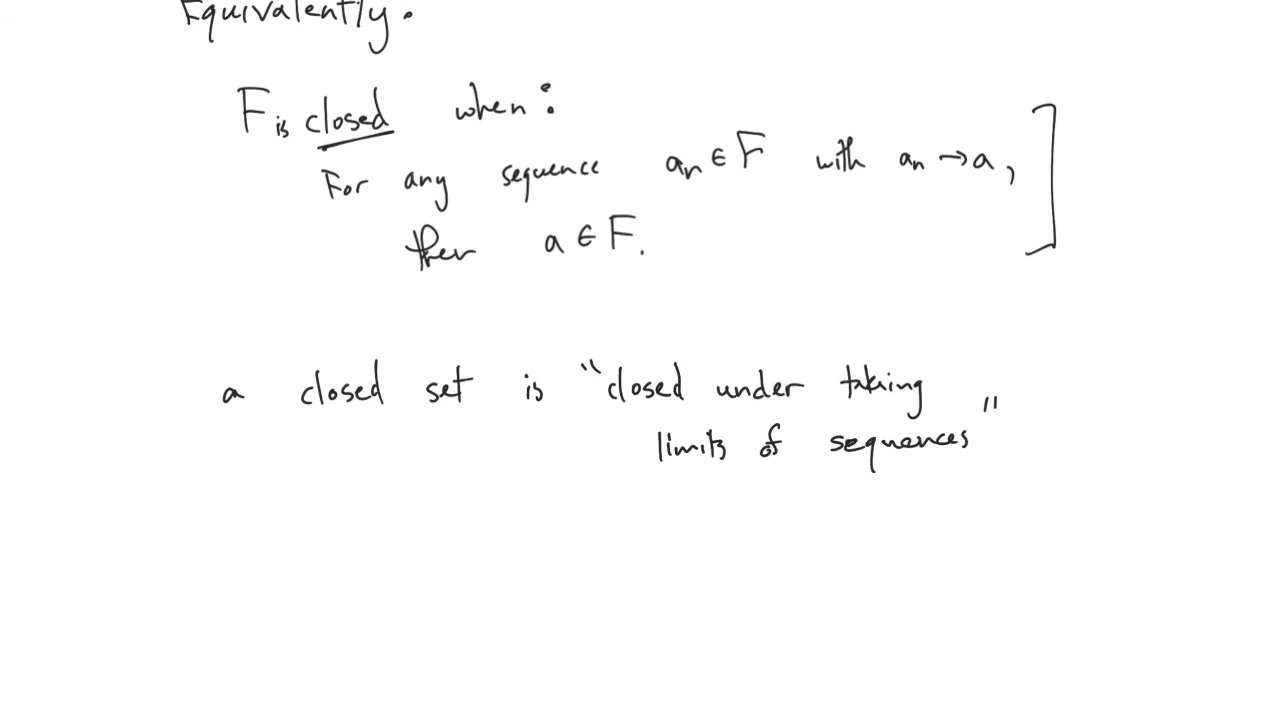 Equivalently.
F is closed when:
For any sequence aₙ ∈ F with aₙ → a,
then a ∈ F.
a closed set is "closed under taking
limits of sequences"